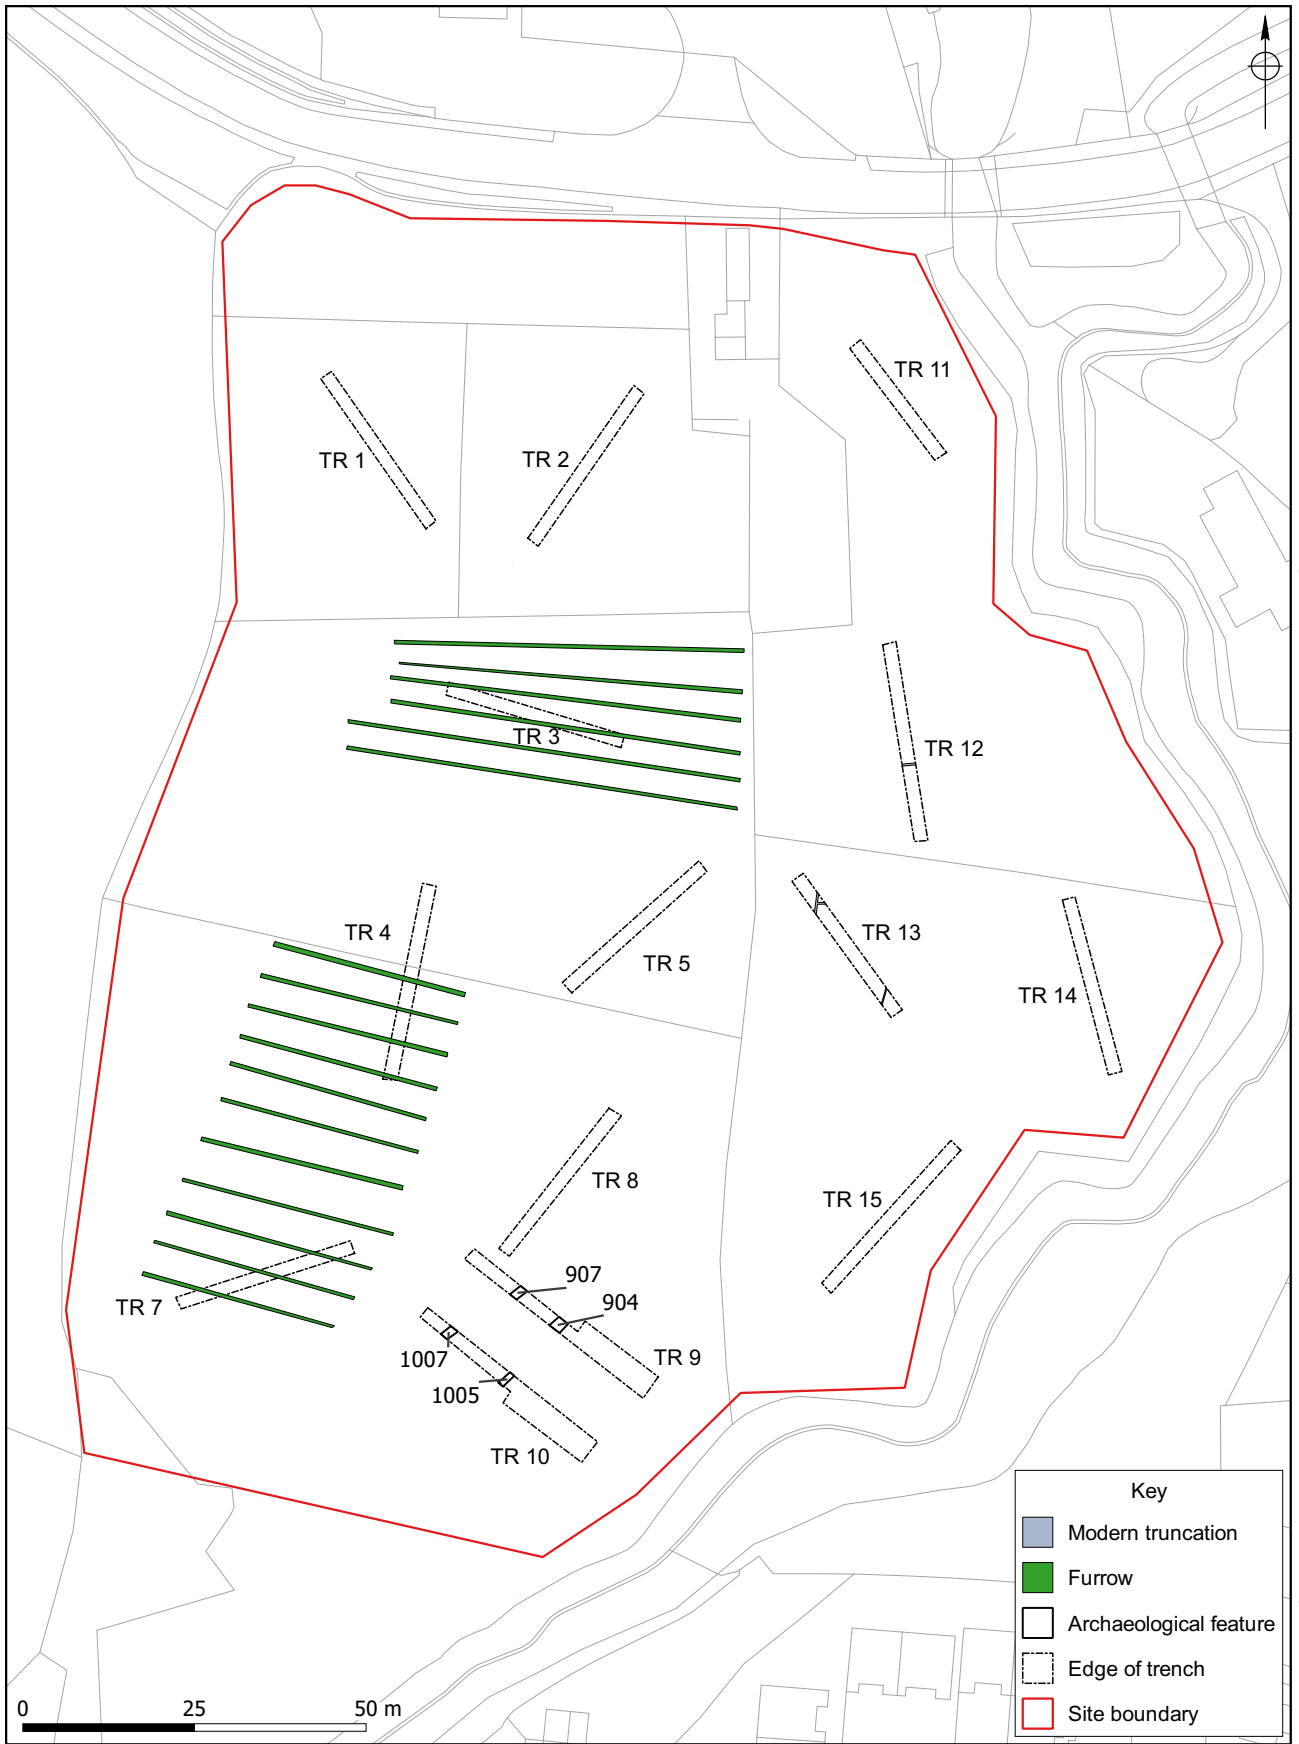 TR 11
TR 1
TR 2
TR 3
TR 12
TR 4
TR 13
TR 5
TR 14
TR 8
TR 15
907
904
TR 7
1007
TR 9
1005
TR 10
Key
Modern truncation
Furrow
Archaeological feature
Edge of trench
Site boundary
0 25 50 m